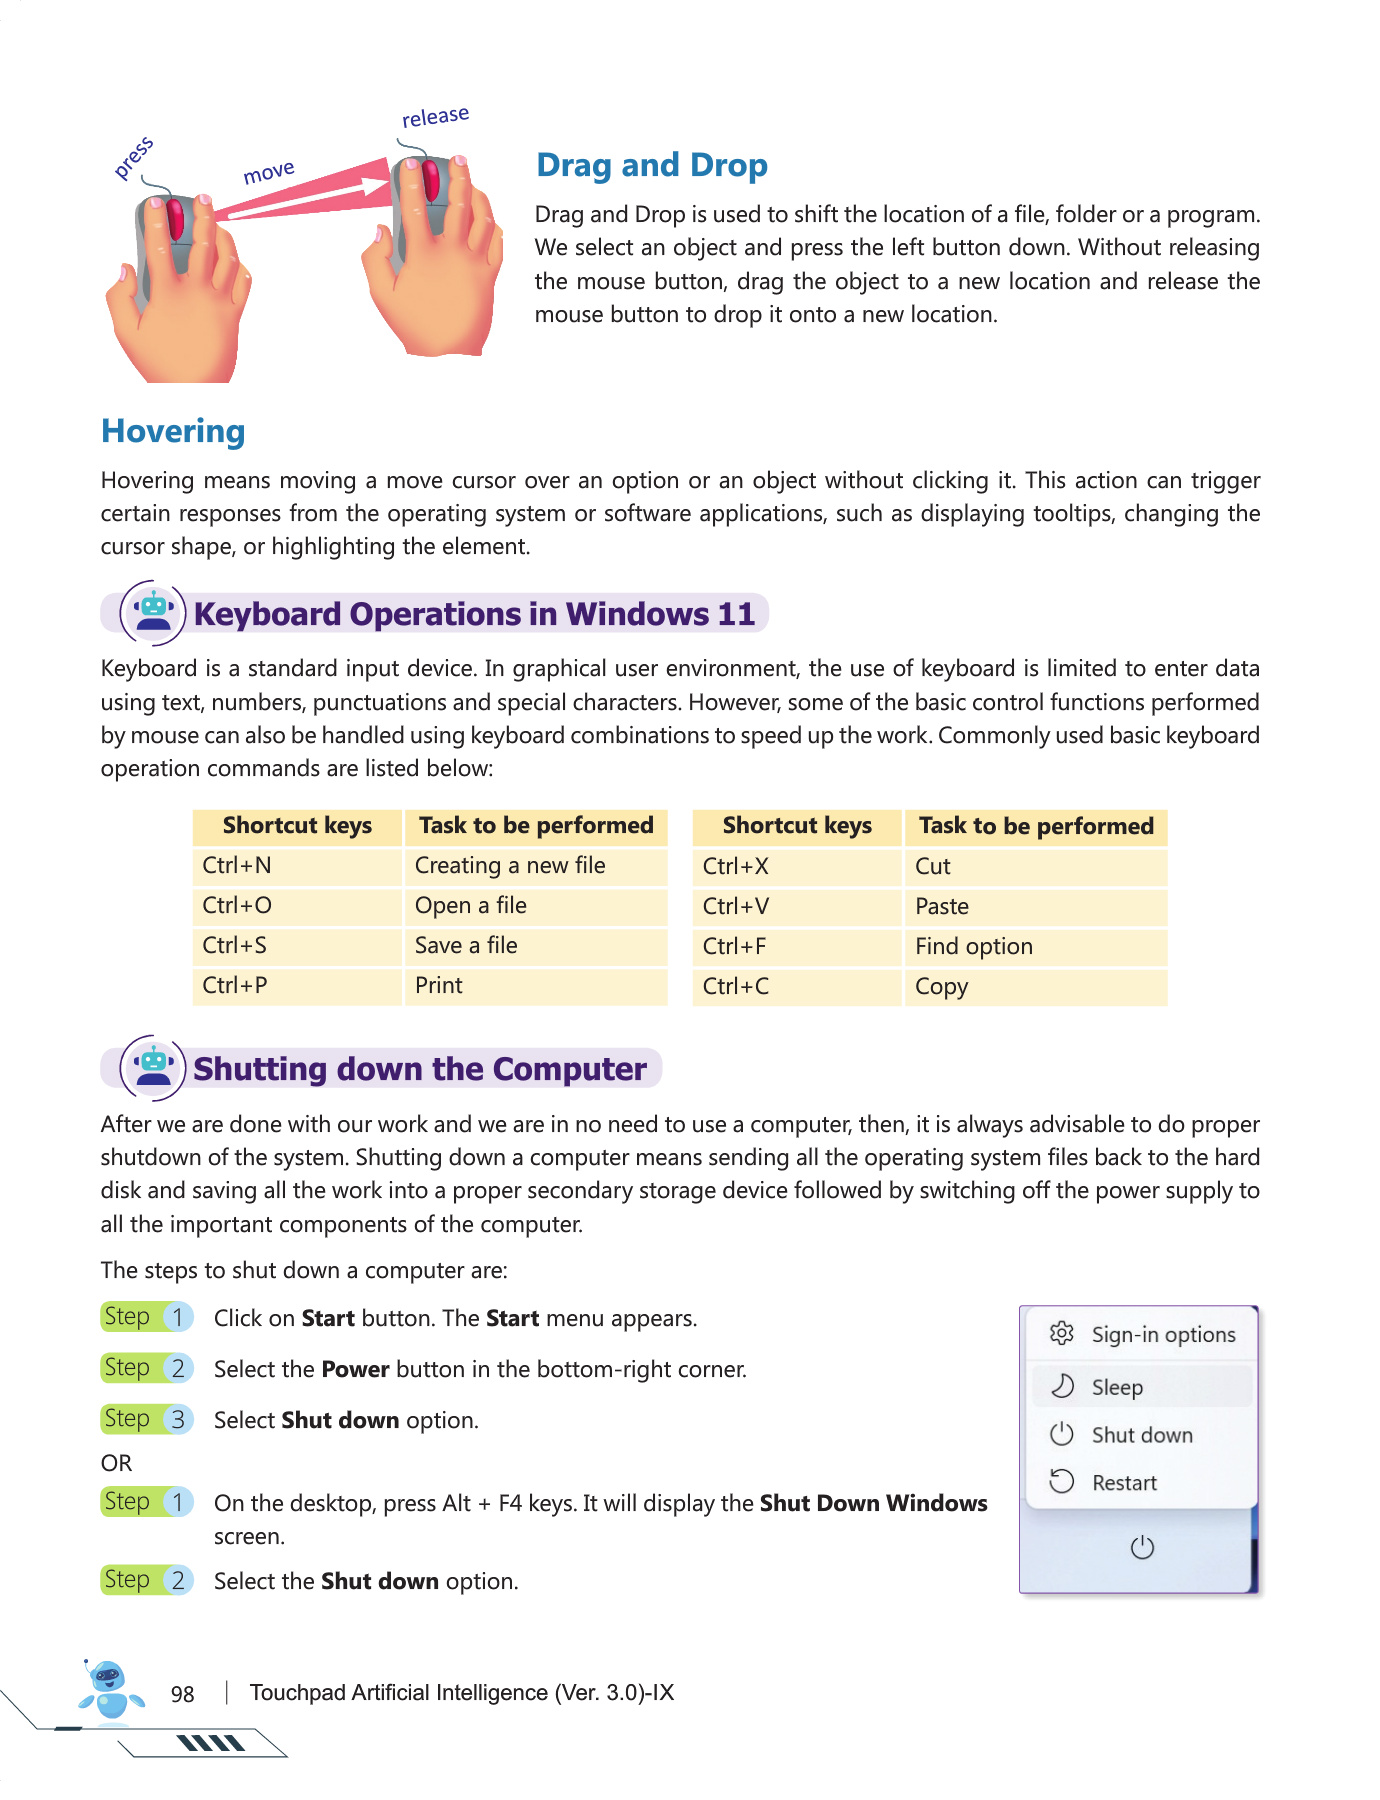 release
press
move
Drag and Drop
Drag and Drop is used to shift the location of a file, folder or a program.
We select an object and press the left button down. Without releasing
the mouse button, drag the object to a new location and release the
mouse button to drop it onto a new location.
Hovering
Hovering means moving a move cursor over an option or an object without clicking it. This action can trigger
certain responses from the operating system or software applications, such as displaying tooltips, changing the
cursor shape, or highlighting the element.
Keyboard Operations in Windows 11
Keyboard is a standard input device. In graphical user environment, the use of keyboard is limited to enter data
using text, numbers, punctuations and special characters. However, some of the basic control functions performed
by mouse can also be handled using keyboard combinations to speed up the work. Commonly used basic keyboard
operation commands are listed below:
Shortcut keys Task to be performed Shortcut keys Task to be performed
Ctrl+N Creating a new file Ctrl+X Cut
Ctrl+O Open a file Ctrl+V Paste
Ctrl+S Save a file Ctrl+F Find option
Ctrl+P Print Ctrl+C Copy
Shutting down the Computer
After we are done with our work and we are in no need to use a computer, then, it is always advisable to do proper
shutdown of the system. Shutting down a computer means sending all the operating system files back to the hard
disk and saving all the work into a proper secondary storage device followed by switching off the power supply to
all the important components of the computer.
The steps to shut down a computer are:
Step 1 Click on Start button. The Start menu appears.
Step 2 Select the Power button in the bottom-right corner.
Step 3 Select Shut down option.
OR
Step 1 On the desktop, press Alt + F4 keys. It will display the Shut Down Windows
screen.
Step 2 Select the Shut down option.
Sign-in options
Sleep
Shut down
Restart
98 | Touchpad Artificial Intelligence (Ver. 3.0)-IX